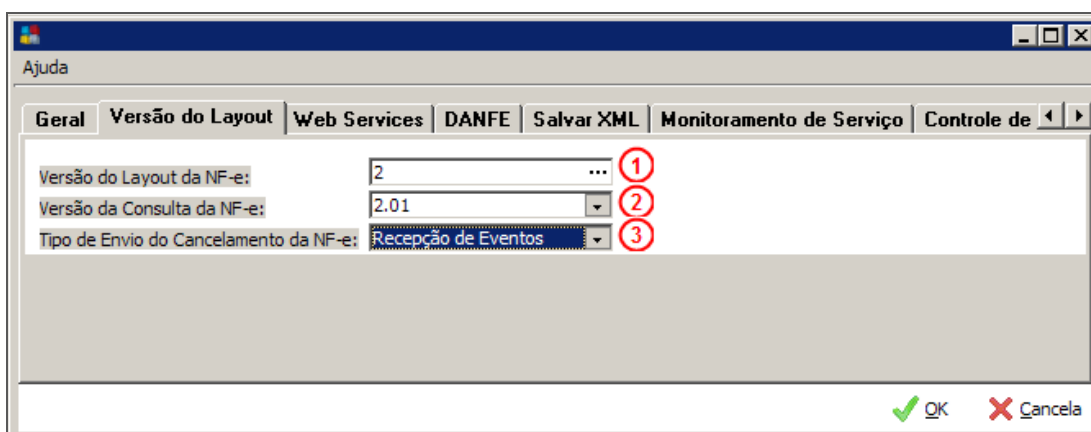 Ajuda
Geral Versão do Layout Web Services DANFE Salvar XML Monitoramento de Serviço Controle de
Versão do Layout da NF-e: 2 ... 1
Versão da Consulta da NF-e: 2.01 2
Tipo de Envio do Cancelamento da NF-e: Recepção de Eventos 3
OK Cancela